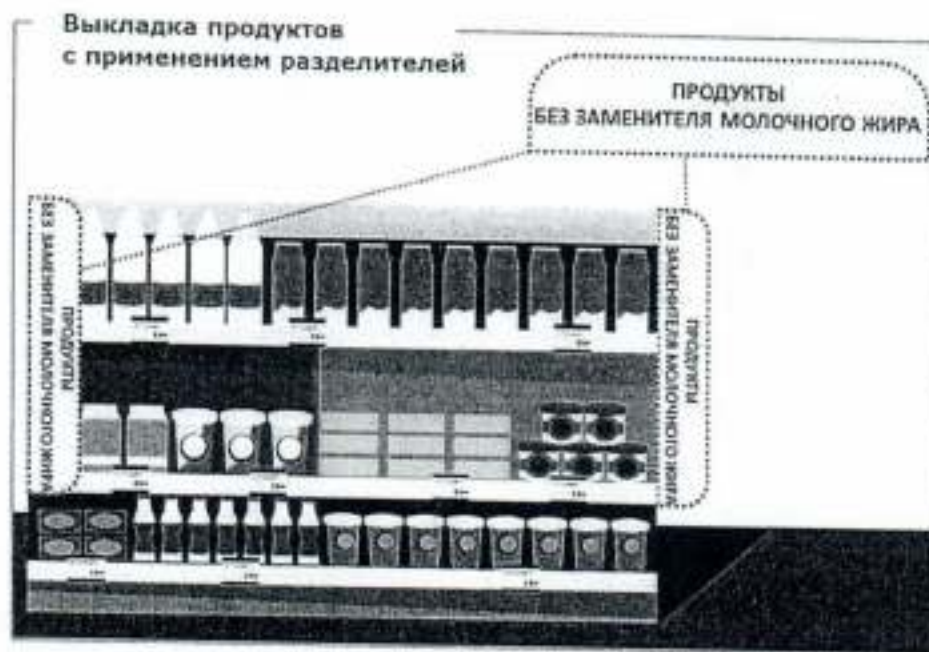 Выкладка продуктов
с применением разделителей
ПРОДУКТЫ
БЕЗ ЗАМЕНИТЕЛЯ МОЛОЧНОГО ЖИРА
ПРОДУКТЫ
БЕЗ ЗАМЕНИТЕЛЯ МОЛОЧНОГО ЖИРА
ПРОДУКТЫ
БЕЗ ЗАМЕНИТЕЛЯ МОЛОЧНОГО ЖИРА